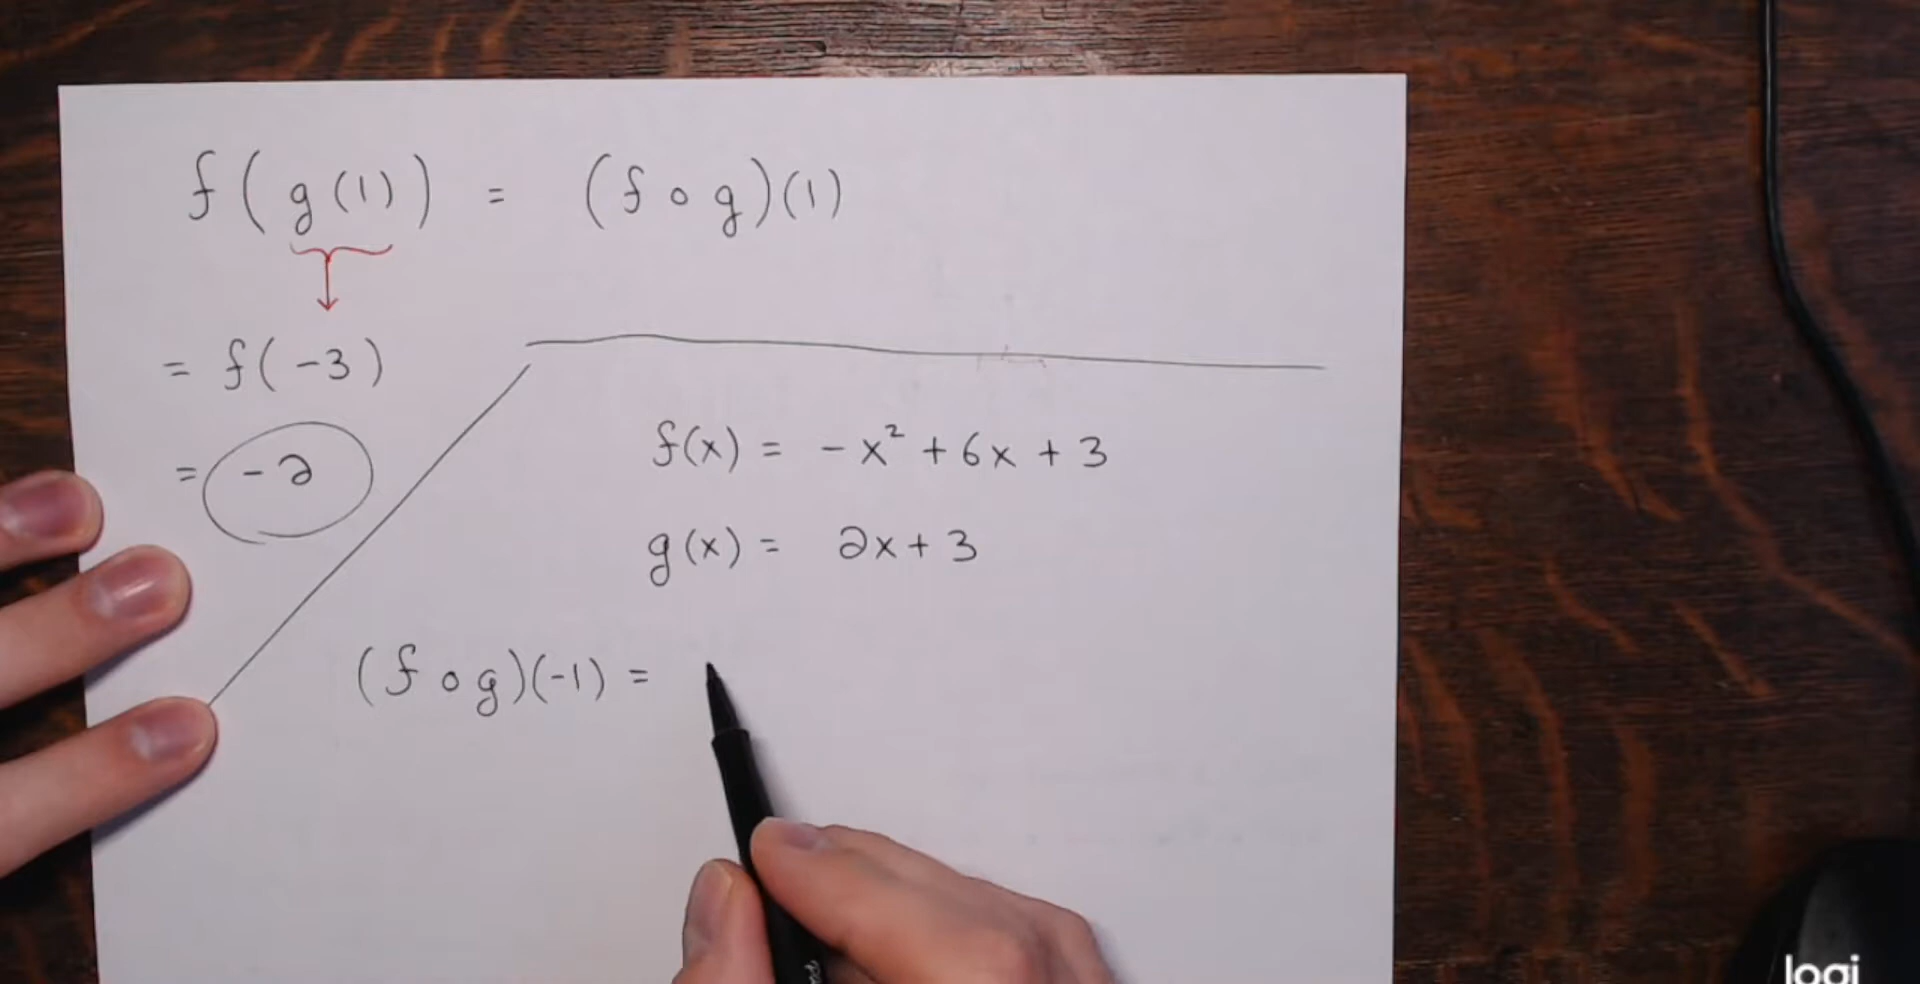 f(g(1)) = (f ∘ g)(1)
= f(-3)
= -2
f(x) = -x² + 6x + 3
g(x) = 2x + 3
(f ∘ g)(-1) =
logi